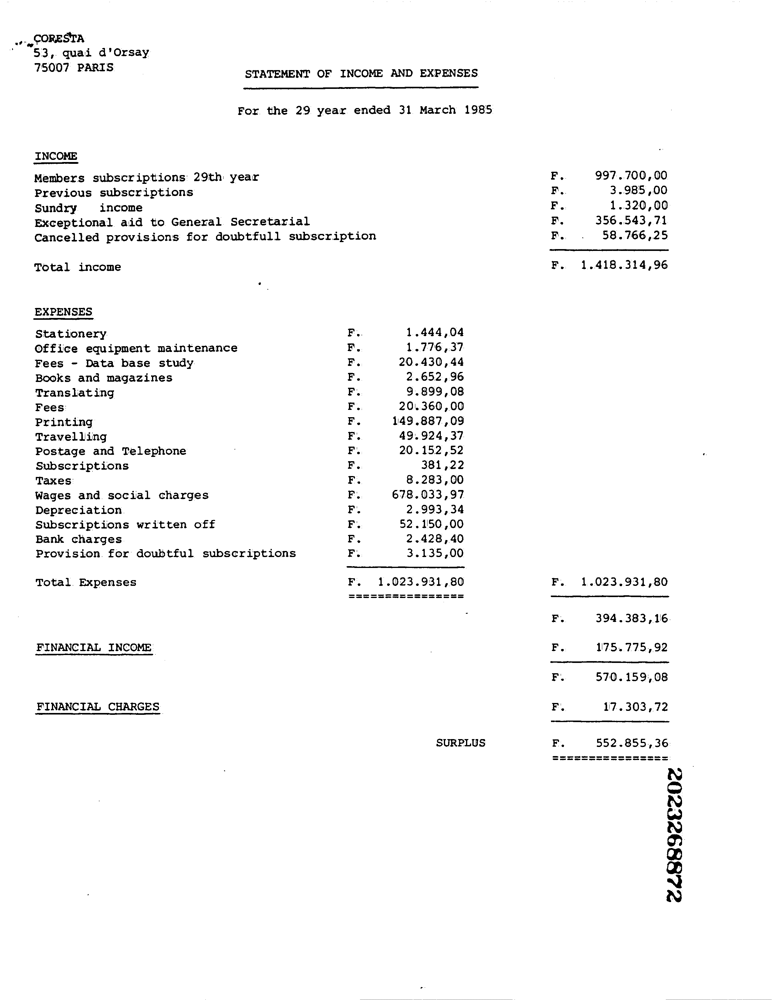 CORESTA
53, quai d'Orsay
75007 PARIS
STATEMENT OF INCOME AND EXPENSES
For the 29 year ended 31 March 1985
INCOME
Members subscriptions 29th year F. 997.700,00
Previous subscriptions F. 3.985,00
Sundry income F. 1.320,00
Exceptional aid to General Secretarial F. 356.543,71
Cancelled provisions for doubtfull subscription F. 58.766,25
Total income F. 1.418.314,96
EXPENSES
Stationery F. 1.444,04
Office equipment maintenance F. 1.776,37
Fees - Data base study F. 20.430,44
Books and magazines F. 2.652,96
Translating F. 9.899,08
Fees F. 20.360,00
Printing F. 149.887,09
Travelling F. 49.924,37
Postage and Telephone F. 20.152,52
Subscriptions F. 381,22
Taxes F. 8.283,00
Wages and social charges F. 678.033,97
Depreciation F. 2.993,34
Subscriptions written off F. 52.150,00
Bank charges F. 2.428,40
Provision for doubtful subscriptions F. 3.135,00
Total Expenses F. 1.023.931,80 F. 1.023.931,80
================
F. 394.383,16
FINANCIAL INCOME F. 175.775,92
F. 570.159,08
FINANCIAL CHARGES F. 17.303,72
SURPLUS F. 552.855,36
================
2023268872